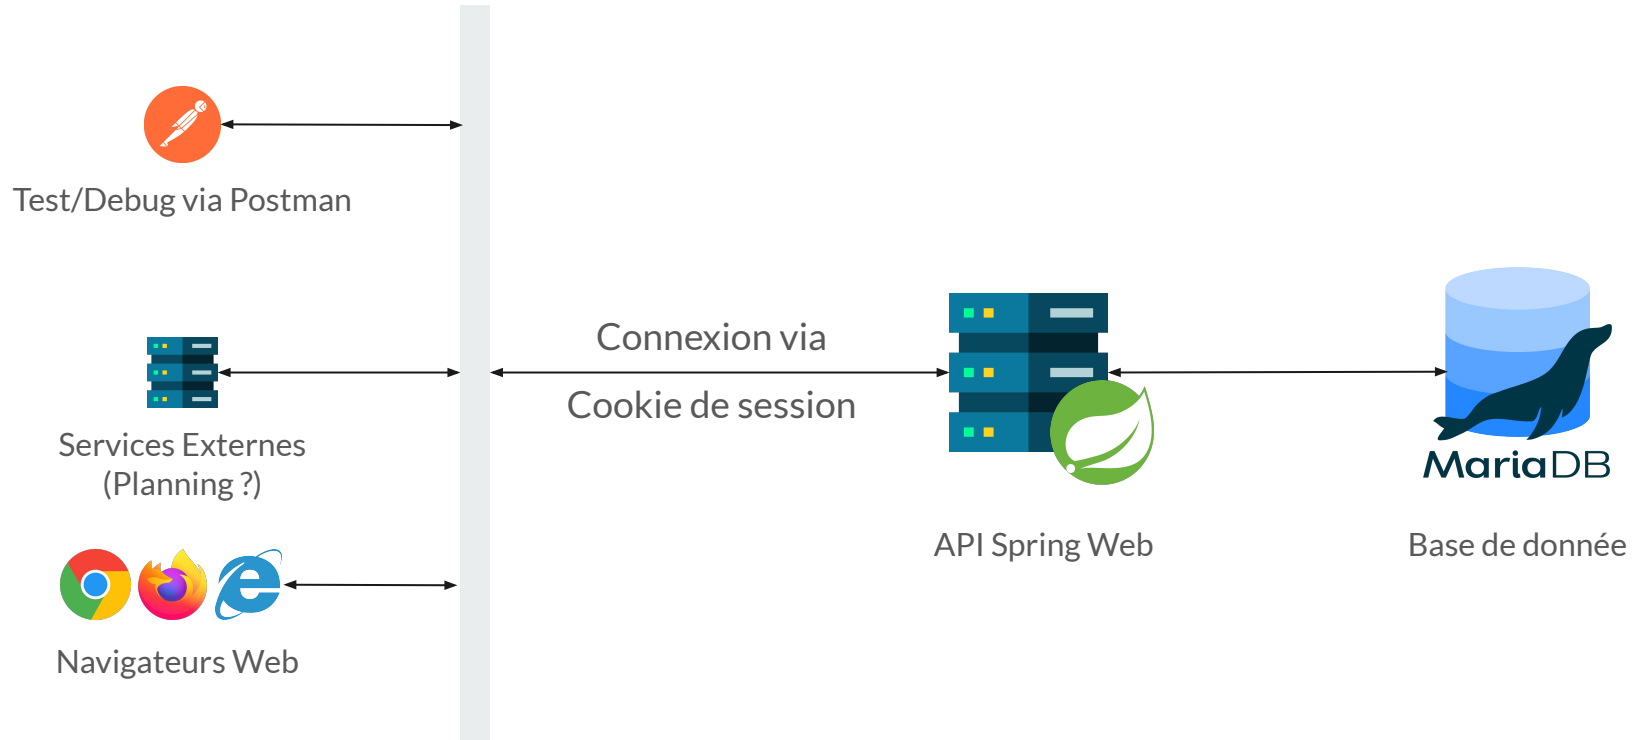 Test/Debug via Postman
Connexion via
Cookie de session
Services Externes
(Planning ?)
MariaDB
API Spring Web
Base de donnée
Navigateurs Web